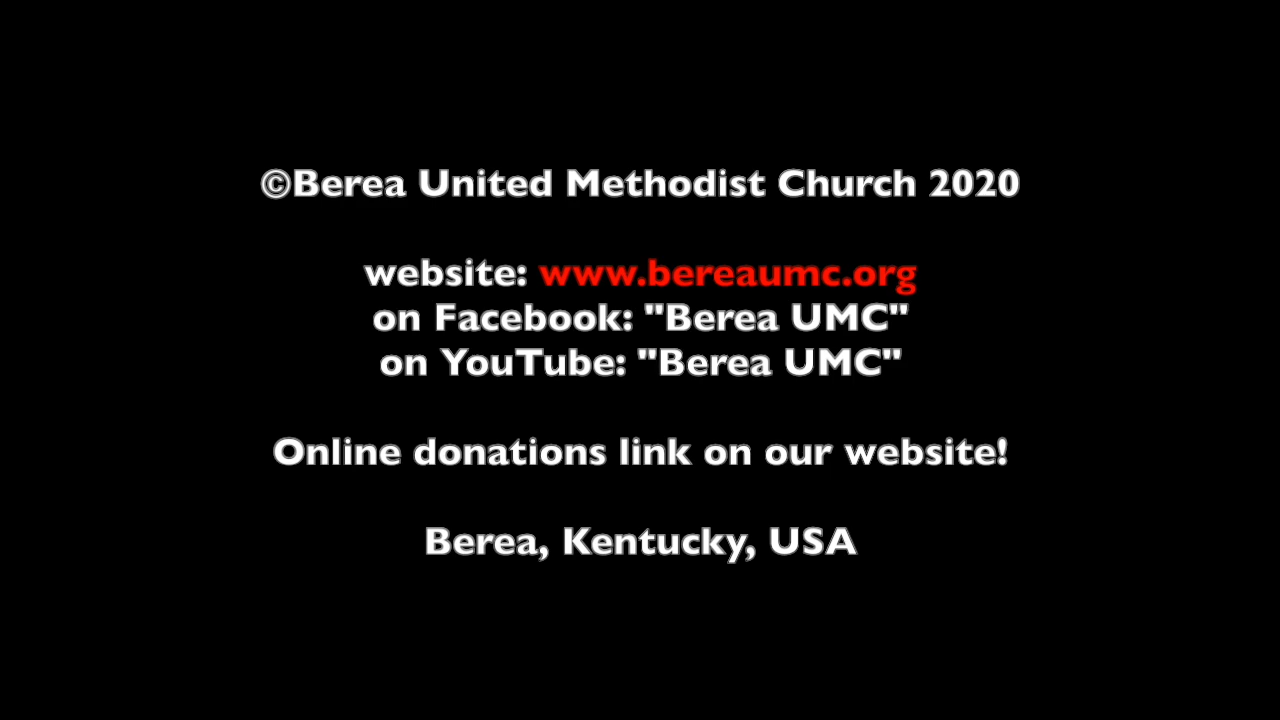 ©Berea United Methodist Church 2020
website: www.bereaumc.org
on Facebook: "Berea UMC"
on YouTube: "Berea UMC"
Online donations link on our website!
Berea, Kentucky, USA